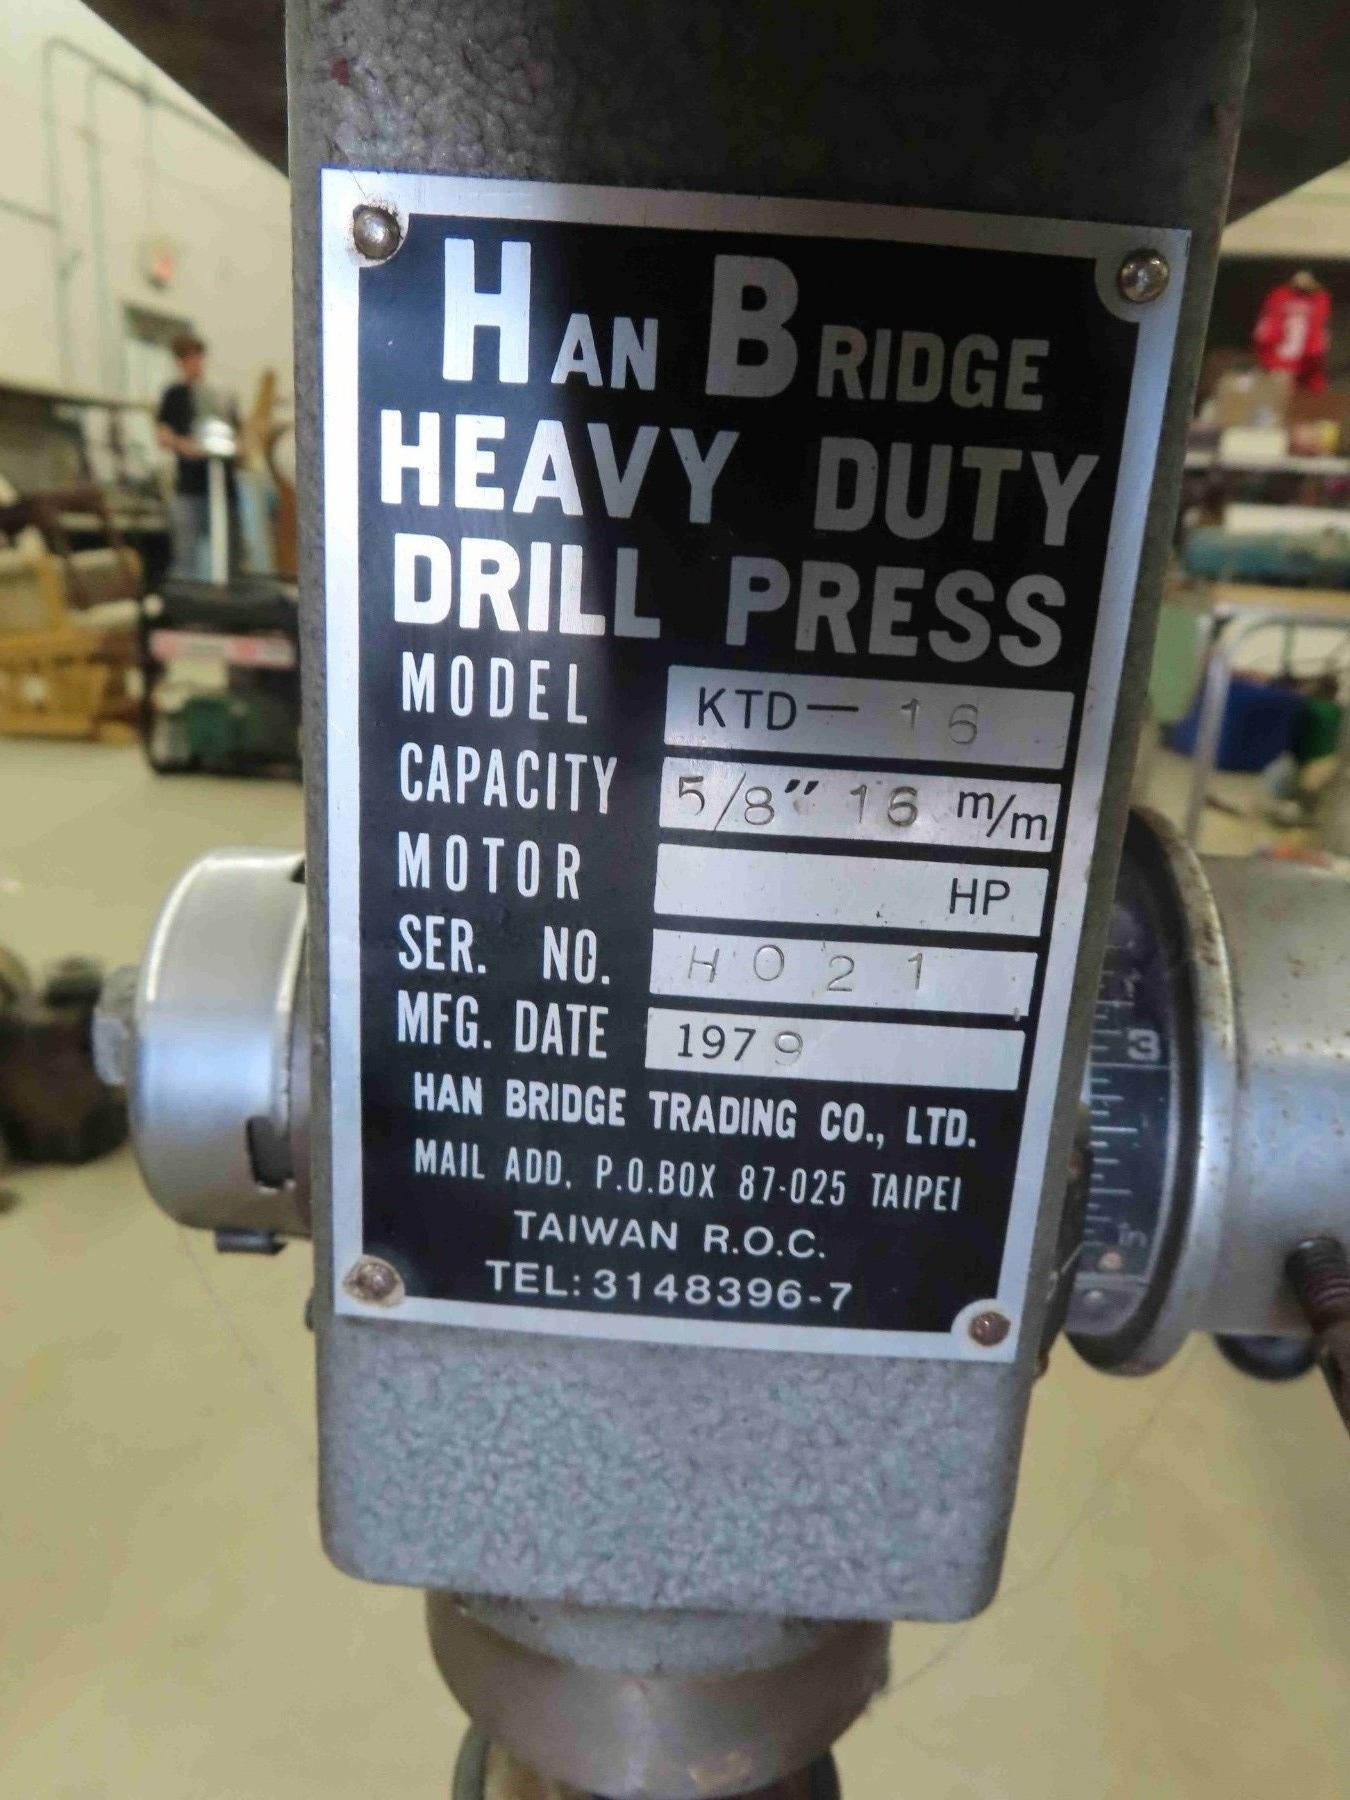 HAN BRIDGE
HEAVY DUTY
DRILL PRESS
MODEL KTD— 16
CAPACITY 5/8" 16 m/m
MOTOR HP
SER. NO. H021
MFG. DATE 1979
HAN BRIDGE TRADING CO., LTD.
MAIL ADD. P.O.BOX 87-025 TAIPEI
TAIWAN R.O.C.
TEL: 3148396-7
3